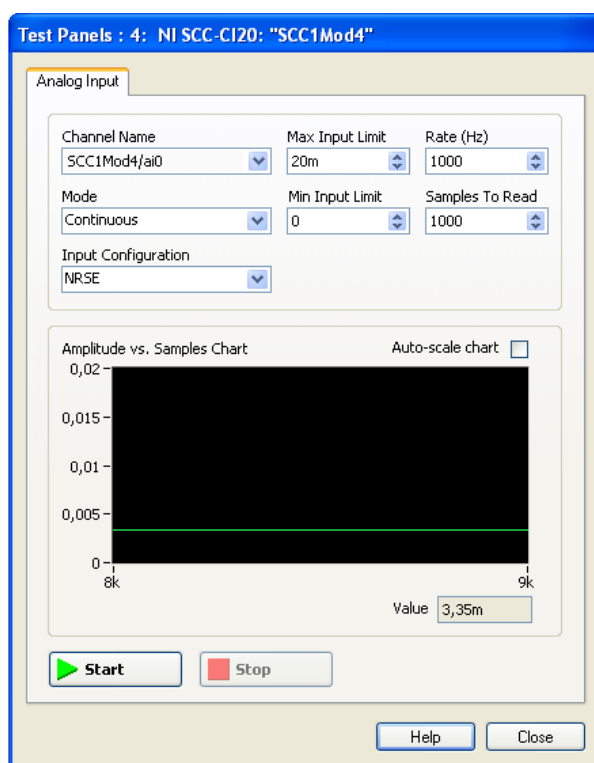 Test Panels : 4: NI SCC-CI20: "SCC1Mod4"
Analog Input
Channel Name
Max Input Limit
Rate (Hz)
SCC1Mod4/ai0
20m
1000
Mode
Min Input Limit
Samples To Read
Continuous
0
1000
Input Configuration
NRSE
Amplitude vs. Samples Chart
Auto-scale chart
0,02
0,015
0,01
0,005
0
8k
9k
Value
3,35m
Start
Stop
Help
Close